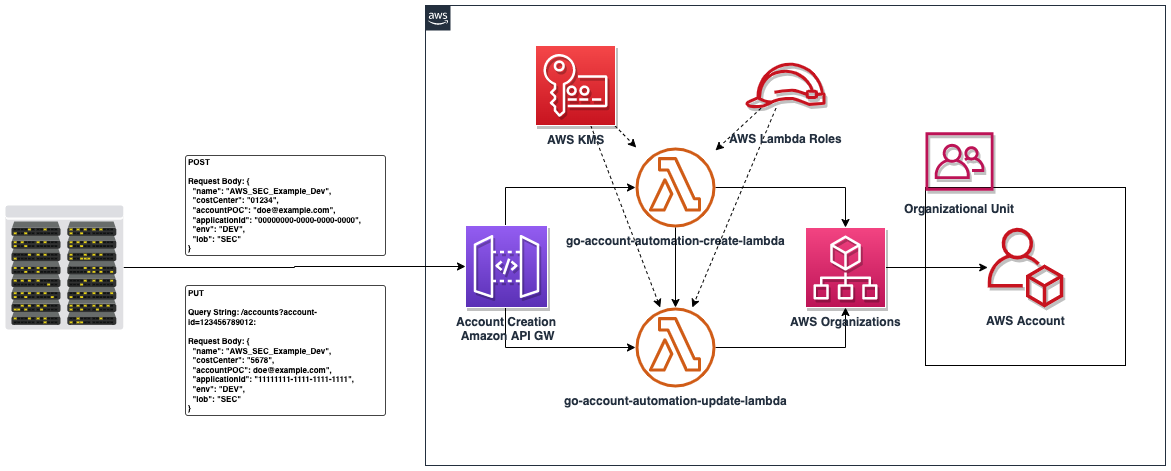 aws
AWS KMS
AWS Lambda Roles
POST
Request Body: {
"name": "AWS_SEC_Example_Dev",
"costCenter": "01234",
"accountPOC": "doe@example.com",
"applicationId": "00000000-0000-0000-0000",
"env": "DEV",
"lob": "SEC"
}
Organizational Unit
go-account-automation-create-lambda
PUT
Query String: /accounts?account-
id=123456789012:
Request Body: {
"name": "AWS_SEC_Example_Dev",
"costCenter": "5678",
"accountPOC": doe@example.com",
"applicationId": "11111111-1111-1111-1111",
"env": "DEV",
"lob": "SEC"
}
Account Creation
Amazon API GW
AWS Organizations
AWS Account
go-account-automation-update-lambda